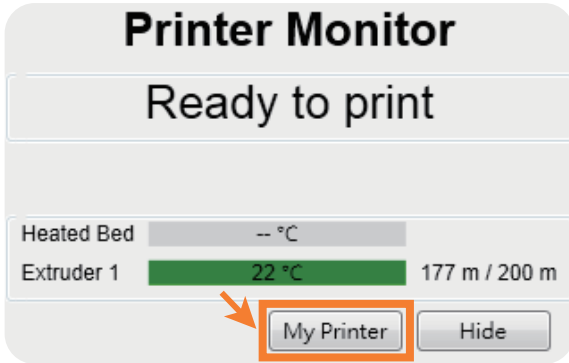 Printer Monitor
Ready to print
Heated Bed -- °C
Extruder 1 22 °C 177 m / 200 m
My Printer Hide